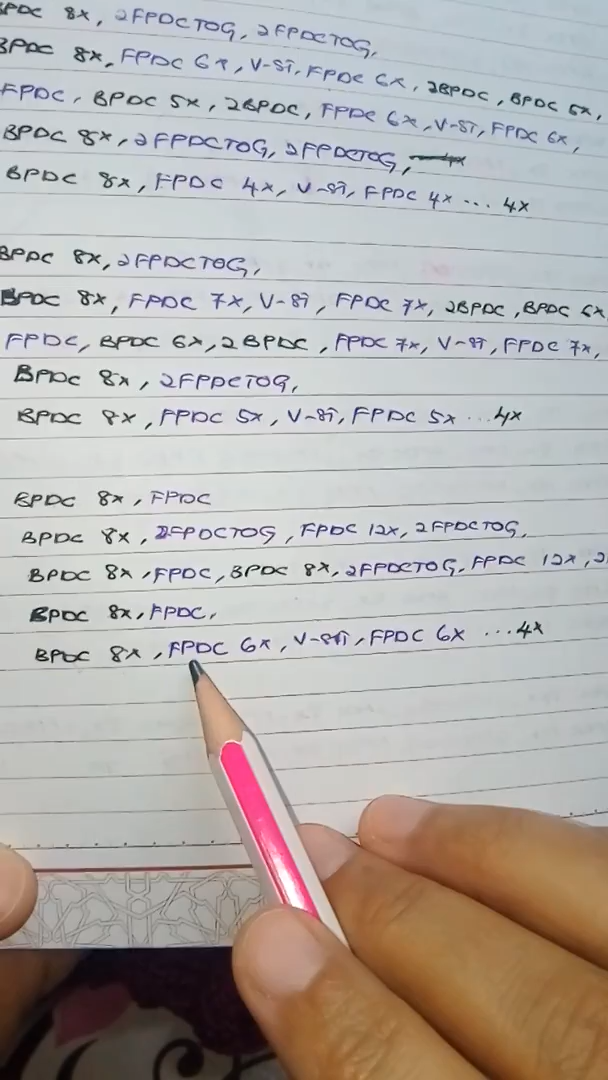 BPDC 8x, 2FPDCTOG, 2FPDCTOG,
BPDC 8x, FPDC 6x, V-ST, FPDC 6x, 2BPDC, BPDC 5x,
FPDC, BPDC 5x, 2BPDC, FPDC 6x, V-ST, FPDC 6x,
BPDC 8x, 2FPDCTOG, 2FPDCTOG,
BPDC 8x, FPDC 4x, V-ST, FPDC 4x ... 4x
BPDC 8x, 2FPDCTOG,
BPDC 8x, FPDC 7x, V-ST, FPDC 7x, 2BPDC, BPDC 6x
FPDC, BPDC 6x, 2BPDC, FPDC 7x, V-ST, FPDC 7x,
BPDC 8x, 2FPDCTOG,
BPDC 8x, FPDC 5x, V-ST, FPDC 5x ... 4x
BPDC 8x, FPDC
BPDC 8x, 2FPDCTOG, FPDC 12x, 2FPDCTOG,
BPDC 8x, FPDC, BPDC 8x, 2FPDCTOG, FPDC 12x, 2
BPDC 8x, FPDC,
BPDC 8x, FPDC 6x, V-ST, FPDC 6x ... 4x